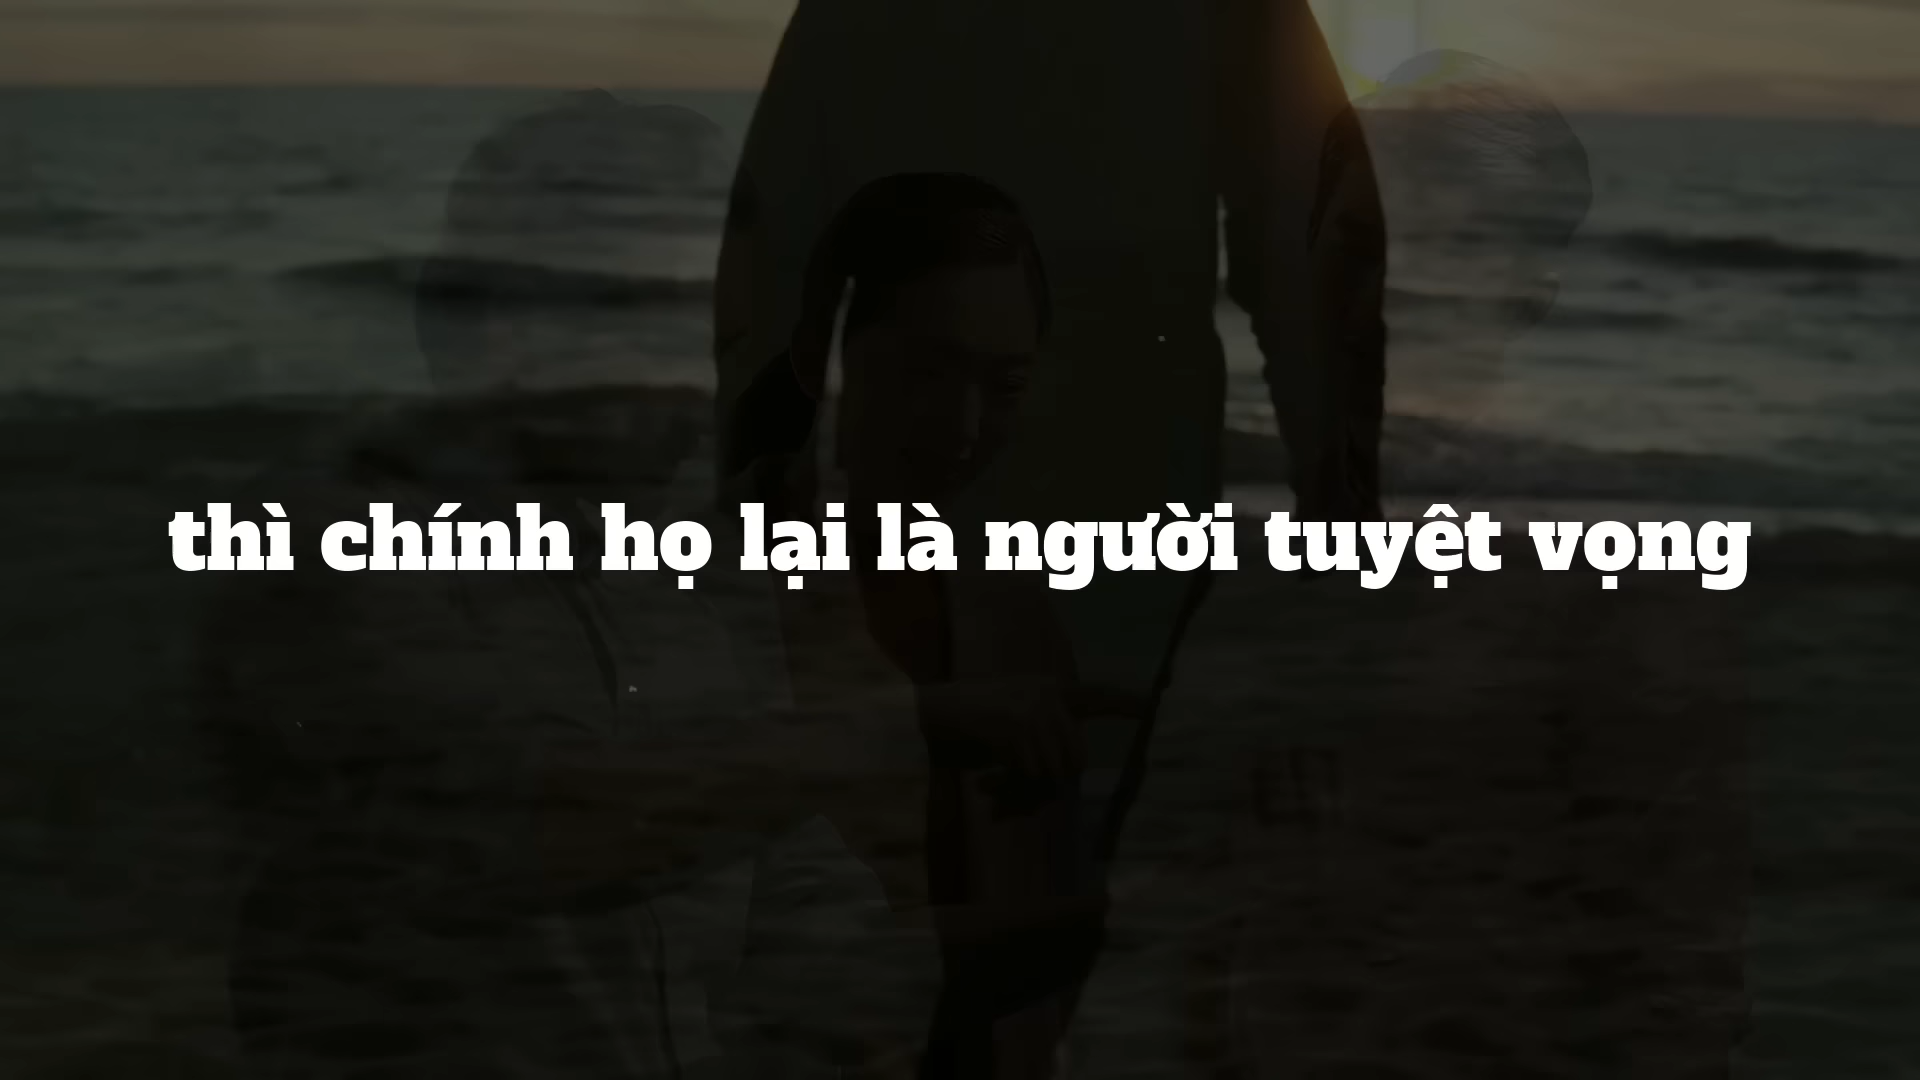 thì chính họ lại là người tuyệt vọng